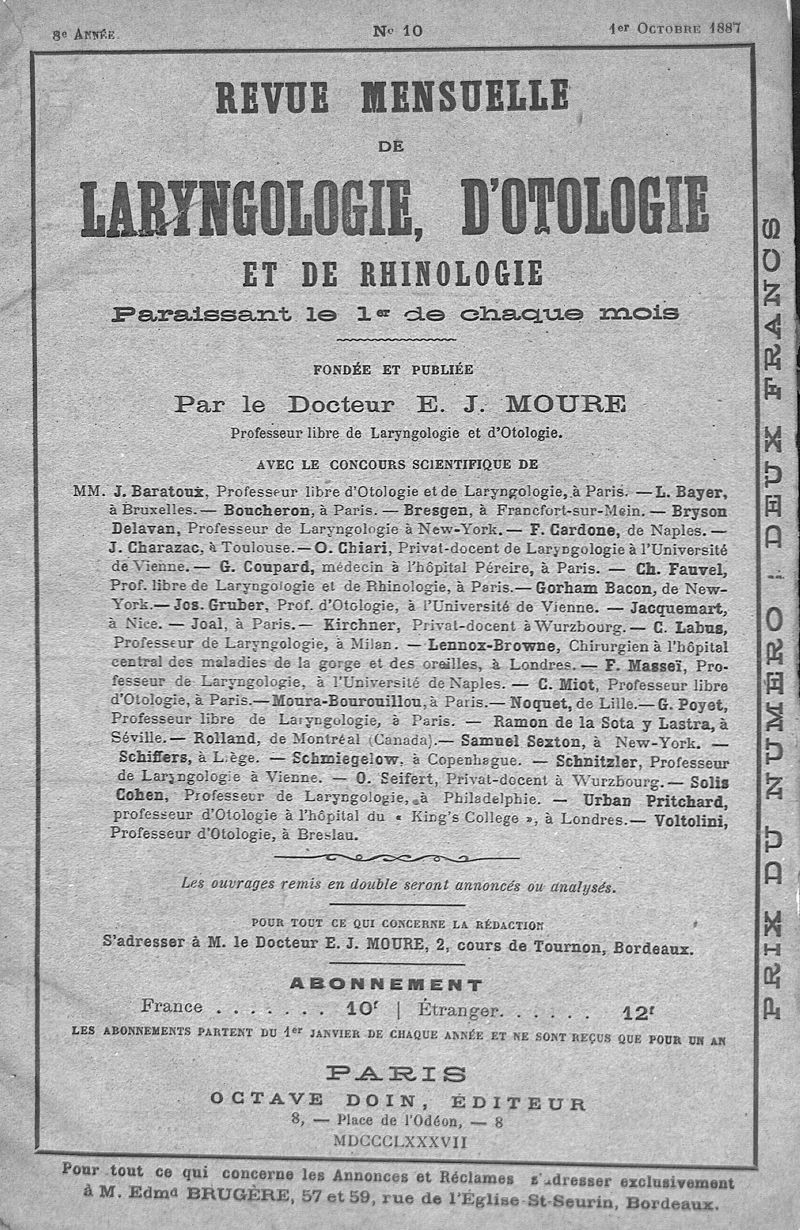 8e ANNÉE.
No 10
1er OCTOBRE 1887
REVUE MENSUELLE
DE
LARYNGOLOGIE, D'OTOLOGIE
ET DE RHINOLOGIE
Paraissant le 1er de chaque mois
FONDÉE ET PUBLIÉE
Par le Docteur E. J. MOURE
Professeur libre de Laryngologie et d'Otologie.
AVEC LE CONCOURS SCIENTIFIQUE DE
MM. J. Baratoux, Professeur libre d'Otologie et de Laryngologie, à Paris. — L. Bayer,
à Bruxelles. — Boucheron, à Paris. — Bresgen, à Francfort-sur-Mein. — Bryson
Delavan, Professeur de Laryngologie à New-York. — F. Cardone, de Naples. —
J. Charazac, à Toulouse. — O. Chiari, Privat-docent de Laryngologie à l'Université
de Vienne. — G. Coupard, médecin à l'hôpital Péreire, à Paris. — Ch. Fauvel,
Prof. libre de Laryngologie et de Rhinologie, à Paris. — Gorham Bacon, de New-
York. — Jos. Gruber, Prof. d'Otologie, à l'Université de Vienne. — Jacquemart,
à Nice. — Joal, à Paris. — Kirchner, Privat-docent à Wurzbourg. — C. Labus,
Professeur de Laryngologie, à Milan. — Lennox-Browne, Chirurgien à l'hôpital
central des maladies de la gorge et des oreilles, à Londres. — F. Masseï, Pro-
fesseur de Laryngologie, à l'Université de Naples. — C. Miot, Professeur libre
d'Otologie, à Paris. — Moura-Bourouillou, à Paris. — Noquet, de Lille. — G. Poyet,
Professeur libre de Laryngologie, à Paris. — Ramon de la Sota y Lastra, à
Séville. — Rolland, de Montréal (Canada). — Samuel Sexton, à New-York. —
Schiffers, à Liège. — Schmiegelow, à Copenhague. — Schnitzler, Professeur
de Laryngologie à Vienne. — O. Seifert, Privat-docent à Wurzbourg. — Solis
Cohen, Professeur de Laryngologie, à Philadelphie. — Urban Pritchard,
professeur d'Otologie à l'hôpital du « King's College », à Londres. — Voltolini,
Professeur d'Otologie, à Breslau.
Les ouvrages remis en double seront annoncés ou analysés.
POUR TOUT CE QUI CONCERNE LA RÉDACTION
S'adresser à M. le Docteur E. J. MOURE, 2, cours de Tournon, Bordeaux.
ABONNEMENT
France . . . . . . . 10f | Étranger. . . . . . 12f
LES ABONNEMENTS PARTENT DU 1er JANVIER DE CHAQUE ANNÉE ET NE SONT REÇUS QUE POUR UN AN
PARIS
OCTAVE DOIN, ÉDITEUR
8, — Place de l'Odéon, — 8
MDCCCLXXXVII
Pour tout ce qui concerne les Annonces et Réclames s'adresser exclusivement
à M. Edmd BRUGÈRE, 57 et 59, rue de l'Église-St-Seurin, Bordeaux.
PRIX DU NUMERO : DEUX FRANCS